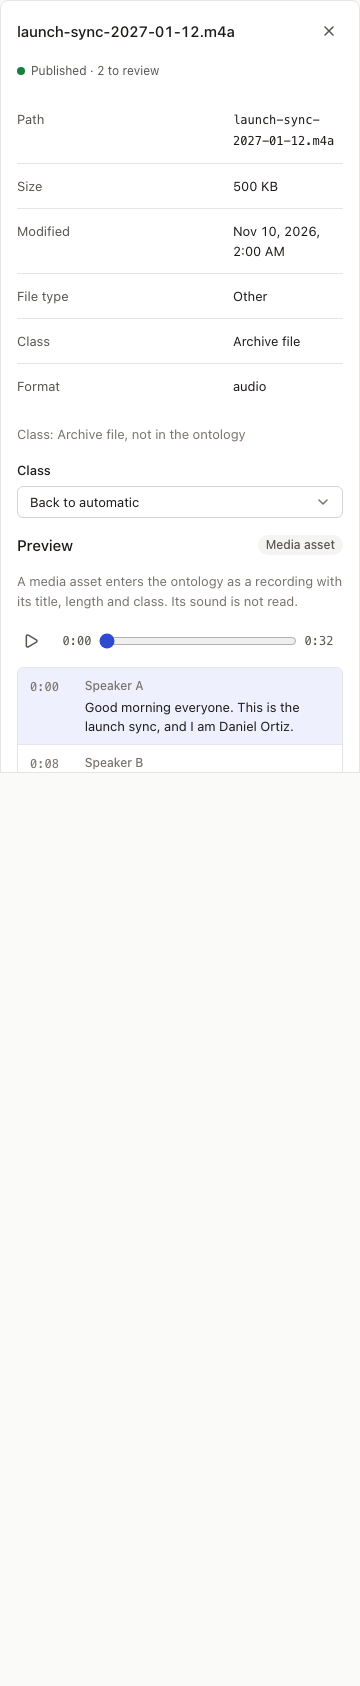 launch-sync-2027-01-12.m4a
Published · 2 to review
Path
launch-sync-
2027-01-12.m4a
Size
500 KB
Modified
Nov 10, 2026,
2:00 AM
File type
Other
Class
Archive file
Format
audio
Class: Archive file, not in the ontology
Class
Back to automatic
Preview
Media asset
A media asset enters the ontology as a recording with
its title, length and class. Its sound is not read.
0:00
0:32
0:00
Speaker A
Good morning everyone. This is the
launch sync, and I am Daniel Ortiz.
0:08
Speaker B